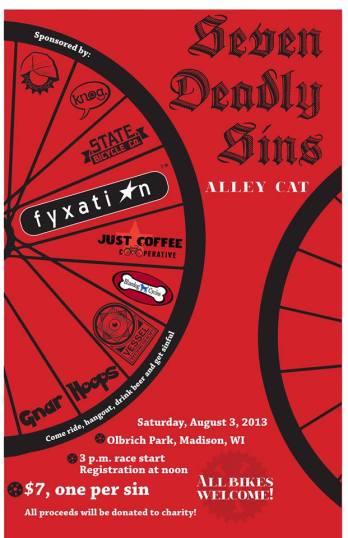 Seven
Deadly
Sins
ALLEY CAT
Sponsored by:
knog
STATE
BICYCLE CO
fyxation
JUST COFFEE
COOPERATIVE
Bluedog Cycles
VESSEL
Gnar Hoops
Come ride, hangout, drink beer and get sinful
Saturday, August 3, 2013
Olbrich Park, Madison, WI
3 p.m. race start
Registration at noon
$7, one per sin
All proceeds will be donated to charity!
ALL BIKES
WELCOME!